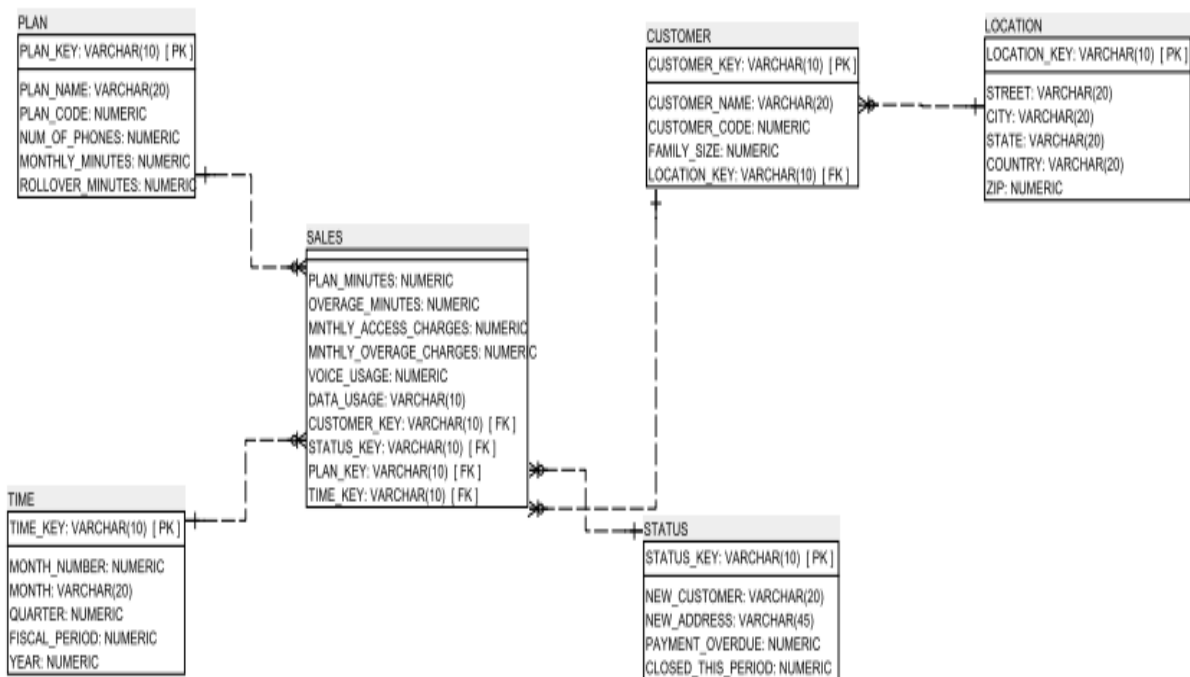 PLAN
PLAN_KEY: VARCHAR(10) [ PK ]
PLAN_NAME: VARCHAR(20)
PLAN_CODE: NUMERIC
NUM_OF_PHONES: NUMERIC
MONTHLY_MINUTES: NUMERIC
ROLLOVER_MINUTES: NUMERIC
CUSTOMER
CUSTOMER_KEY: VARCHAR(10) [ PK ]
CUSTOMER_NAME: VARCHAR(20)
CUSTOMER_CODE: NUMERIC
FAMILY_SIZE: NUMERIC
LOCATION_KEY: VARCHAR(10) [ FK ]
LOCATION
LOCATION_KEY: VARCHAR(10) [ PK ]
STREET: VARCHAR(20)
CITY: VARCHAR(20)
STATE: VARCHAR(20)
COUNTRY: VARCHAR(20)
ZIP: NUMERIC
SALES
PLAN_MINUTES: NUMERIC
OVERAGE_MINUTES: NUMERIC
MNTHLY_ACCESS_CHARGES: NUMERIC
MNTHLY_OVERAGE_CHARGES: NUMERIC
VOICE_USAGE: NUMERIC
DATA_USAGE: VARCHAR(10)
CUSTOMER_KEY: VARCHAR(10) [ FK ]
STATUS_KEY: VARCHAR(10) [ FK ]
PLAN_KEY: VARCHAR(10) [ FK ]
TIME_KEY: VARCHAR(10) [ FK ]
TIME
TIME_KEY: VARCHAR(10) [ PK ]
MONTH_NUMBER: NUMERIC
MONTH: VARCHAR(20)
QUARTER: NUMERIC
FISCAL_PERIOD: NUMERIC
YEAR: NUMERIC
STATUS
STATUS_KEY: VARCHAR(10) [ PK ]
NEW_CUSTOMER: VARCHAR(20)
NEW_ADDRESS: VARCHAR(45)
PAYMENT_OVERDUE: NUMERIC
CLOSED_THIS_PERIOD: NUMERIC